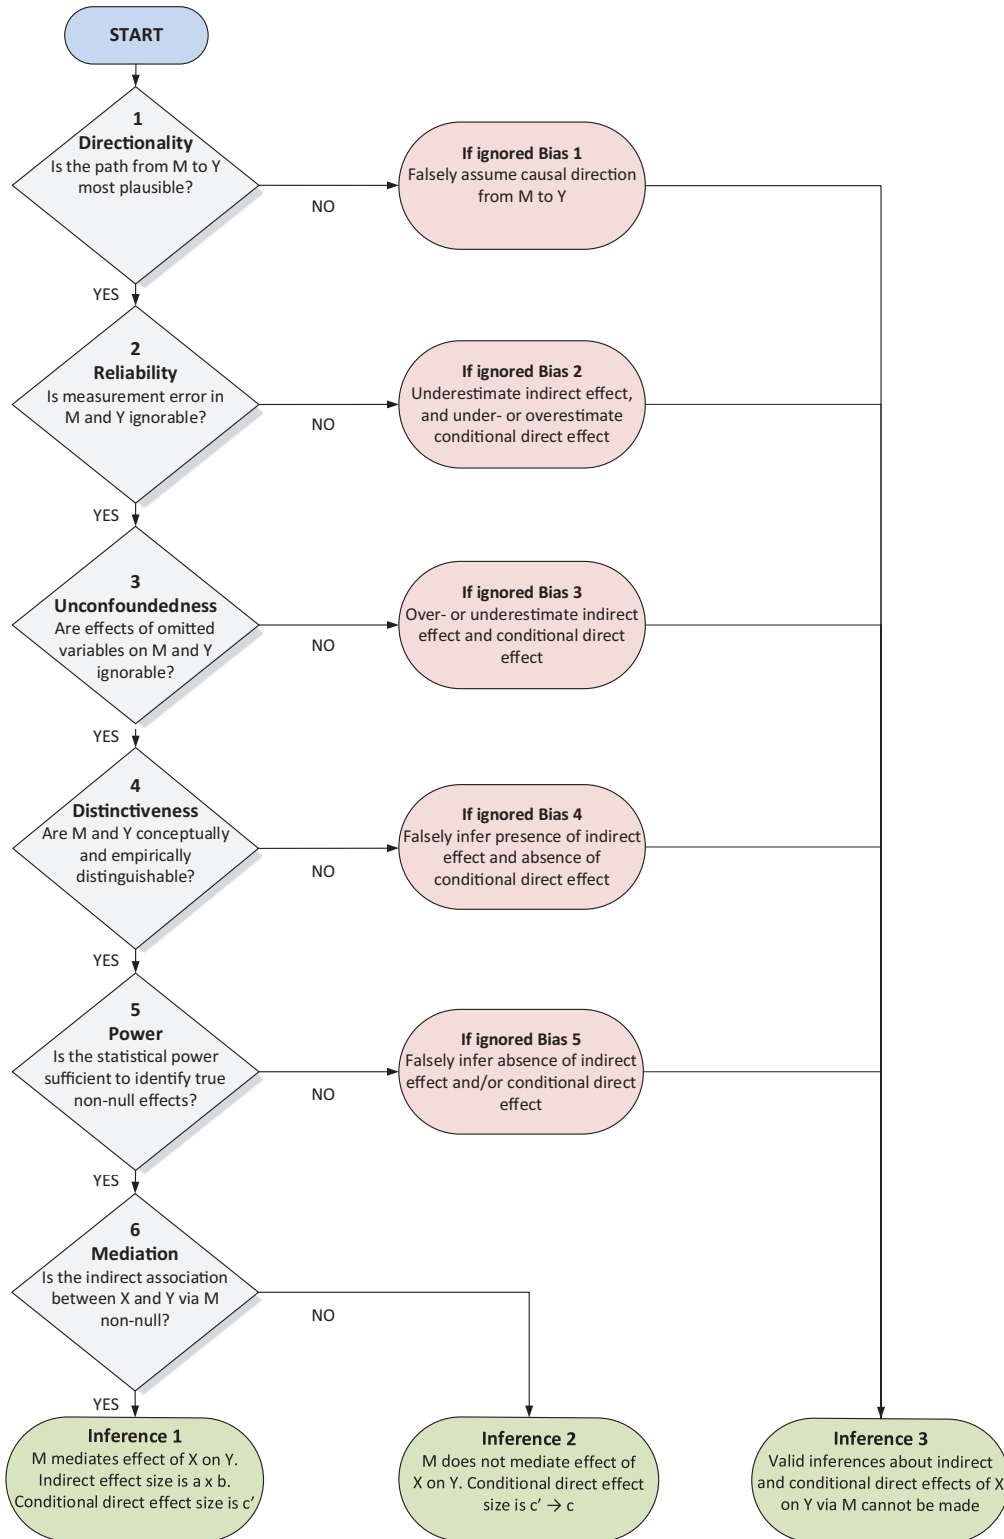 START
1
Directionality
Is the path from M to Y
most plausible?
NO
If ignored Bias 1
Falsely assume causal direction
from M to Y
YES
2
Reliability
Is measurement error in
M and Y ignorable?
NO
If ignored Bias 2
Underestimate indirect effect,
and under- or overestimate
conditional direct effect
YES
3
Unconfoundedness
Are effects of omitted
variables on M and Y
ignorable?
NO
If ignored Bias 3
Over- or underestimate indirect
effect and conditional direct
effect
YES
4
Distinctiveness
Are M and Y conceptually
and empirically
distinguishable?
NO
If ignored Bias 4
Falsely infer presence of indirect
effect and absence of
conditional direct effect
YES
5
Power
Is the statistical power
sufficient to identify true
non-null effects?
NO
If ignored Bias 5
Falsely infer absence of indirect
effect and/or conditional direct
effect
YES
6
Mediation
Is the indirect association
between X and Y via M
non-null?
NO
YES
Inference 1
M mediates effect of X on Y.
Indirect effect size is a x b.
Conditional direct effect size is c'
Inference 2
M does not mediate effect of
X on Y. Conditional direct effect
size is c' → c
Inference 3
Valid inferences about indirect
and conditional direct effects of X
on Y via M cannot be made